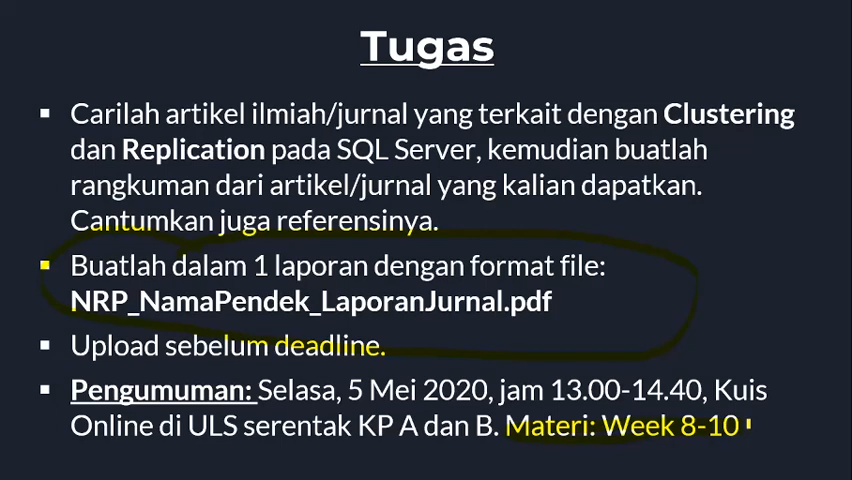 Tugas
▪ Carilah artikel ilmiah/jurnal yang terkait dengan Clustering
dan Replication pada SQL Server, kemudian buatlah
rangkuman dari artikel/jurnal yang kalian dapatkan.
Cantumkan juga referensinya.
▪ Buatlah dalam 1 laporan dengan format file:
NRP_NamaPendek_LaporanJurnal.pdf
▪ Upload sebelum deadline.
▪ Pengumuman: Selasa, 5 Mei 2020, jam 13.00-14.40, Kuis
Online di ULS serentak KP A dan B. Materi: Week 8-10